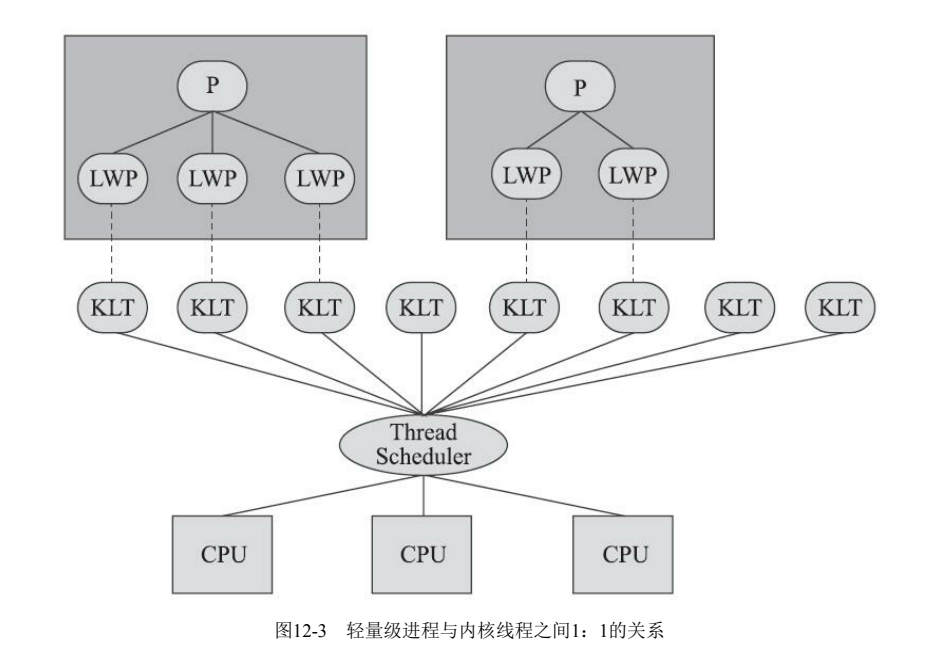 P
P
LWP LWP LWP LWP LWP
KLT KLT KLT KLT KLT KLT KLT KLT
Thread
Scheduler
CPU CPU CPU
图12-3 轻量级进程与内核线程之间1：1的关系